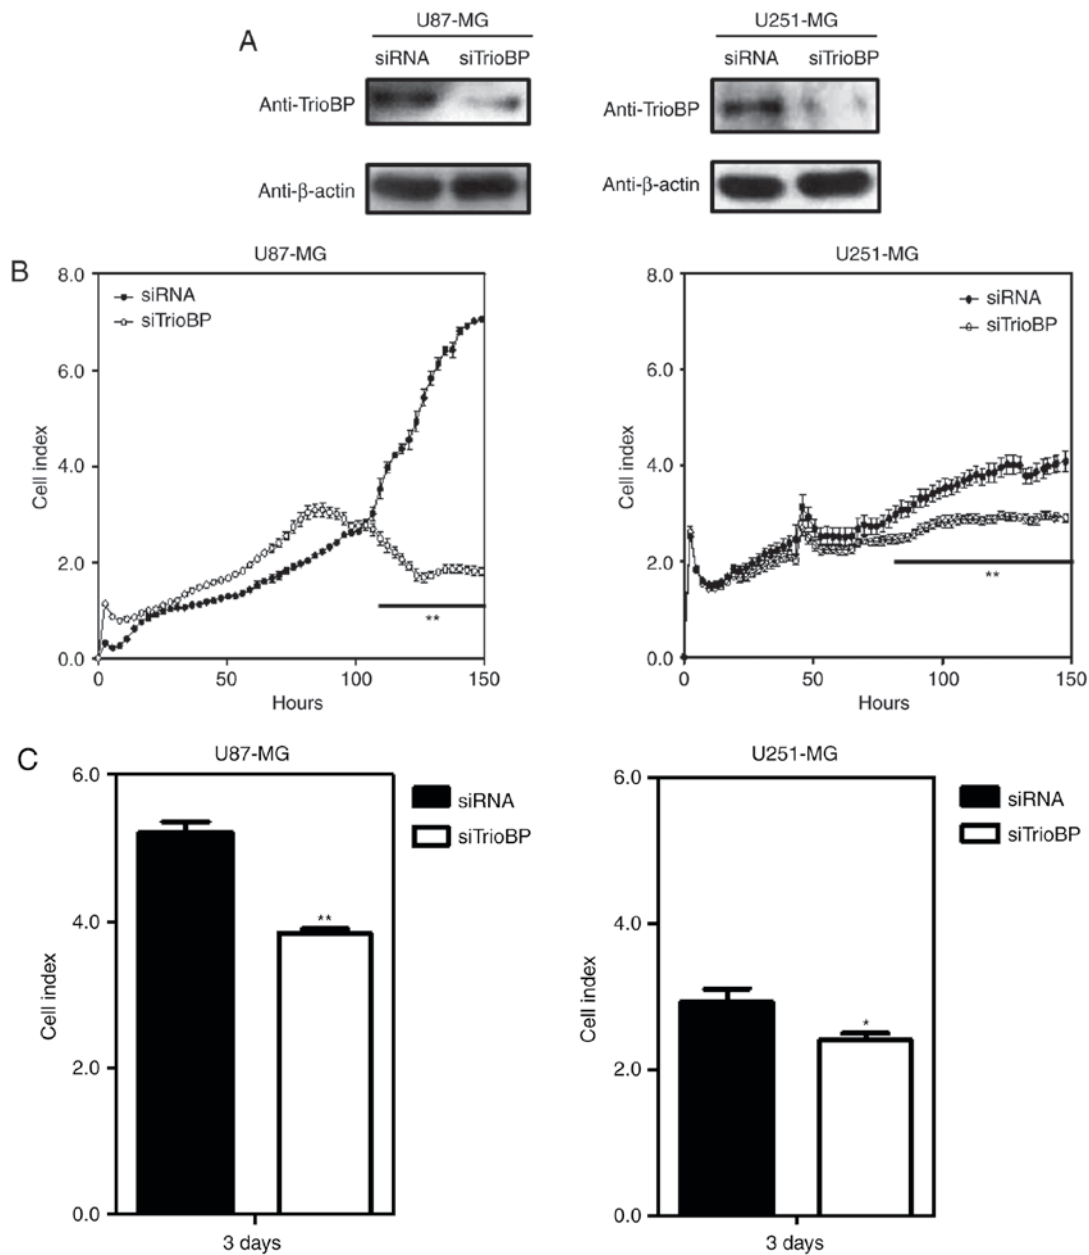 A
U87-MG
siRNA siTrioBP
Anti-TrioBP
Anti-β-actin
U251-MG
siRNA siTrioBP
Anti-TrioBP
Anti-β-actin
B
U87-MG
8.0
6.0
4.0
2.0
0.0
Cell index
siRNA
siTrioBP
**
0 50 100 150
Hours
U251-MG
8.0
6.0
4.0
2.0
0.0
Cell index
siRNA
siTrioBP
**
0 50 100 150
Hours
C
U87-MG
6.0
4.0
2.0
0.0
Cell index
**
siRNA
siTrioBP
3 days
U251-MG
6.0
4.0
2.0
0.0
Cell index
*
siRNA
siTrioBP
3 days